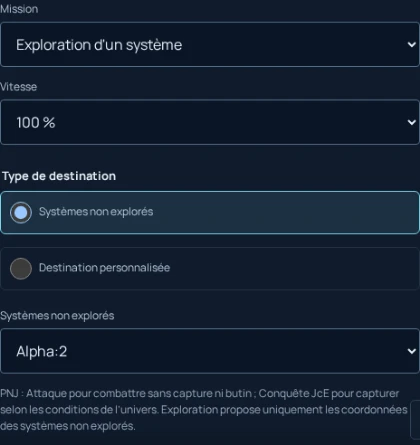 Mission
Exploration d'un système
Vitesse
100 %
Type de destination
Systèmes non explorés
Destination personnalisée
Systèmes non explorés
Alpha:2
PNJ : Attaque pour combattre sans capture ni butin ; Conquête JcE pour capturer
selon les conditions de l'univers. Exploration propose uniquement les coordonnées
des systèmes non explorés.